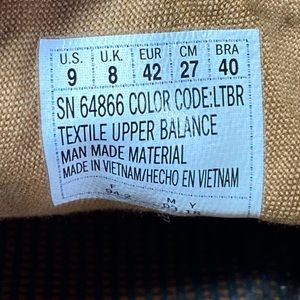 U.S. U.K. EUR CM BRA
9 8 42 27 40
SN 64866 COLOR CODE:LTBR
TEXTILE UPPER BALANCE
MAN MADE MATERIAL
MADE IN VIETNAM/HECHO EN VIETNAM
F M Y